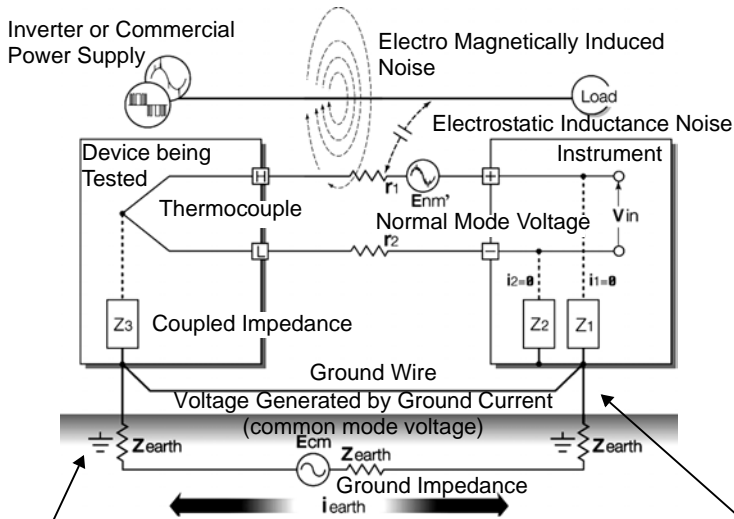 Inverter or Commercial
Power Supply
Electro Magnetically Induced
Noise
Load
Electrostatic Inductance Noise
Device being
Tested
Instrument
H
r1
Enm'
+
Thermocouple
Normal Mode Voltage
Vin
L
r2
−
i2=0
i1=0
Z3
Coupled Impedance
Z2
Z1
Ground Wire
Voltage Generated by Ground Current
(common mode voltage)
Zearth
Ecm
Zearth
Zearth
Ground Impedance
iearth